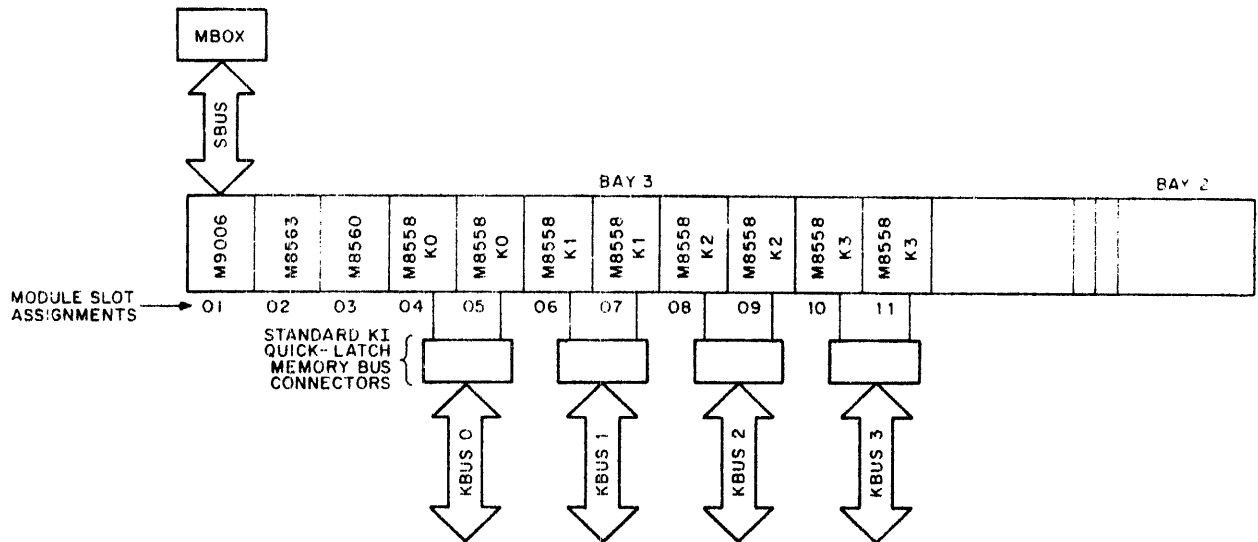 MBOX
SBUS
BAY 3
BAY 2
M9006
M8563
M8560
M8558
K0
M8558
K0
M8558
K1
M8558
K1
M8558
K2
M8558
K2
M8558
K3
M8558
K3
MODULE SLOT
ASSIGNMENTS
01 02 03 04 05 06 07 08 09 10 11
STANDARD KI
QUICK-LATCH
MEMORY BUS
CONNECTORS
KBUS 0
KBUS 1
KBUS 2
KBUS 3